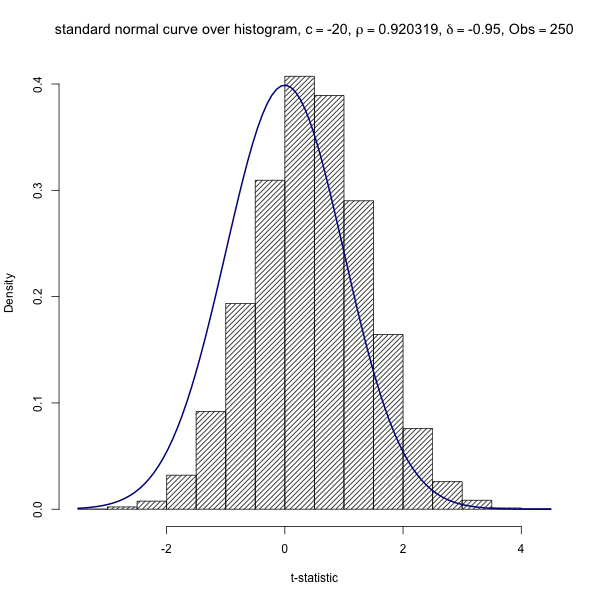 standard normal curve over histogram, c = -20, ρ = 0.920319, δ = -0.95, Obs = 250
0.4
0.3
0.2
0.1
0.0
Density
-2 0 2 4
t-statistic